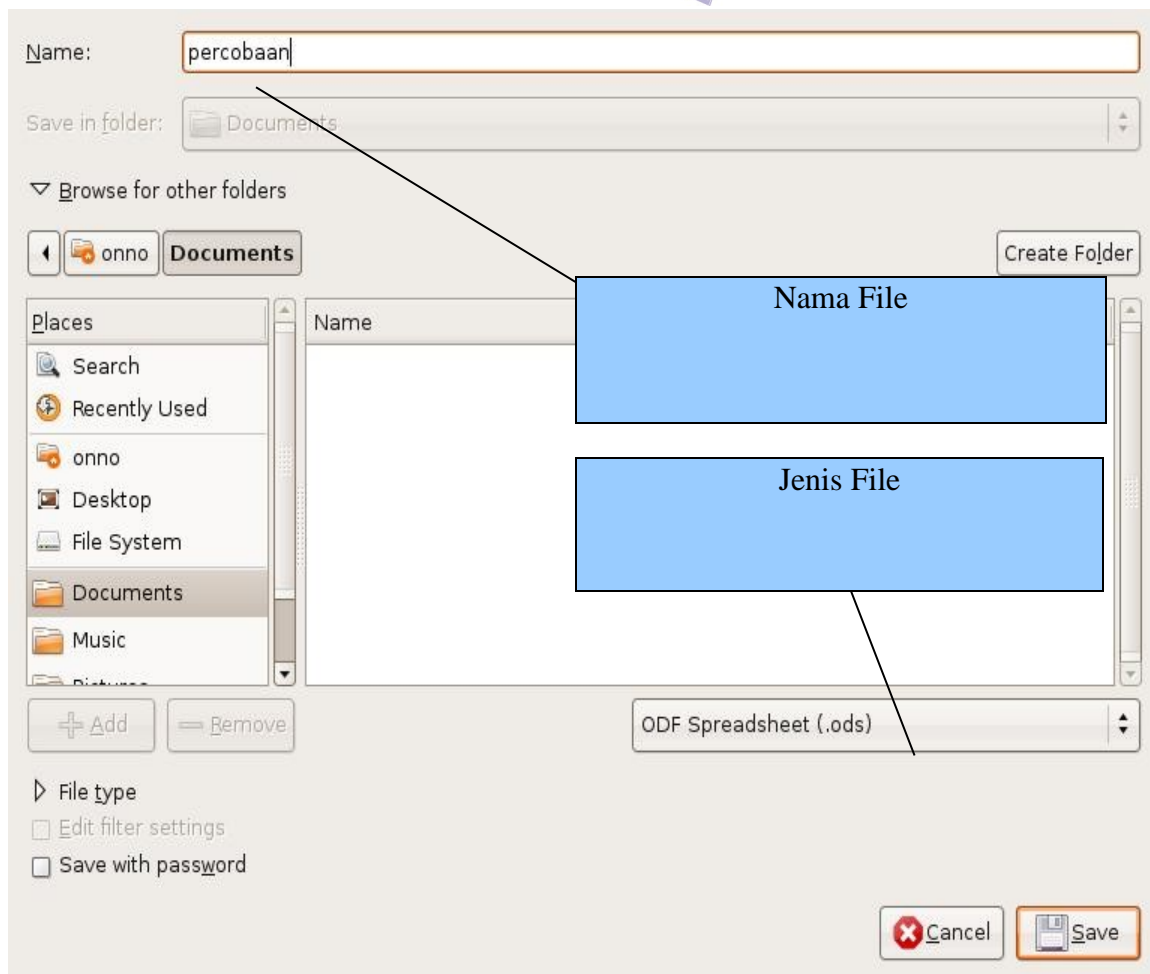 Name: percobaan
Save in folder: Documents
Browse for other folders
onno Documents Create Folder
Places Name
Nama File
Search
Recently Used
onno
Jenis File
Desktop
File System
Documents
Music
Pictures
Add Remove ODF Spreadsheet (.ods)
File type
Edit filter settings
Save with password
Cancel Save